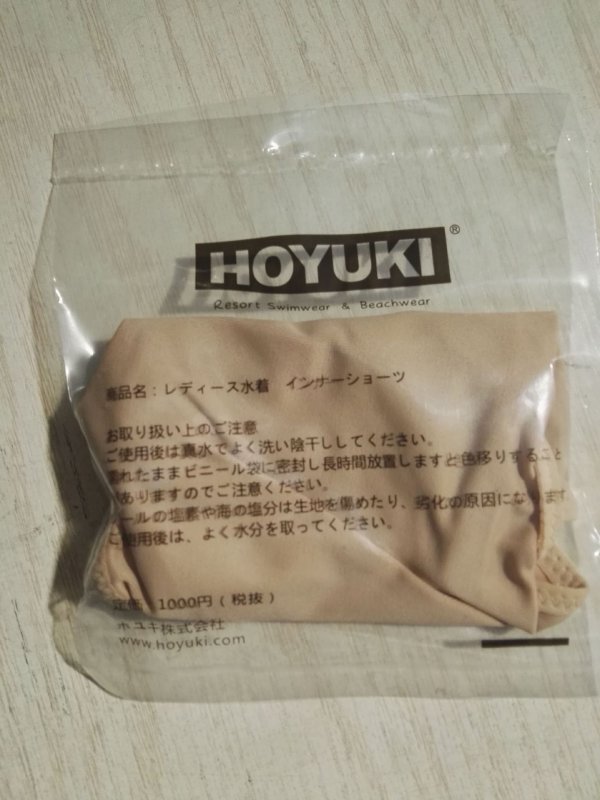 HOYUKI®
Resort Swimwear & Beachwear
商品名：レディース水着　インナーショーツ
お取り扱い上のご注意
ご使用後は真水でよく洗い陰干ししてください。
濡れたままビニール袋に密封し長時間放置しますと色移りすること
がありますのでご注意ください。
プールの塩素や海の塩分は生地を傷めたり、劣化の原因になります
ご使用後は、よく水分を取ってください。
定価：1000円（税抜）
ホユキ株式会社
www.hoyuki.com